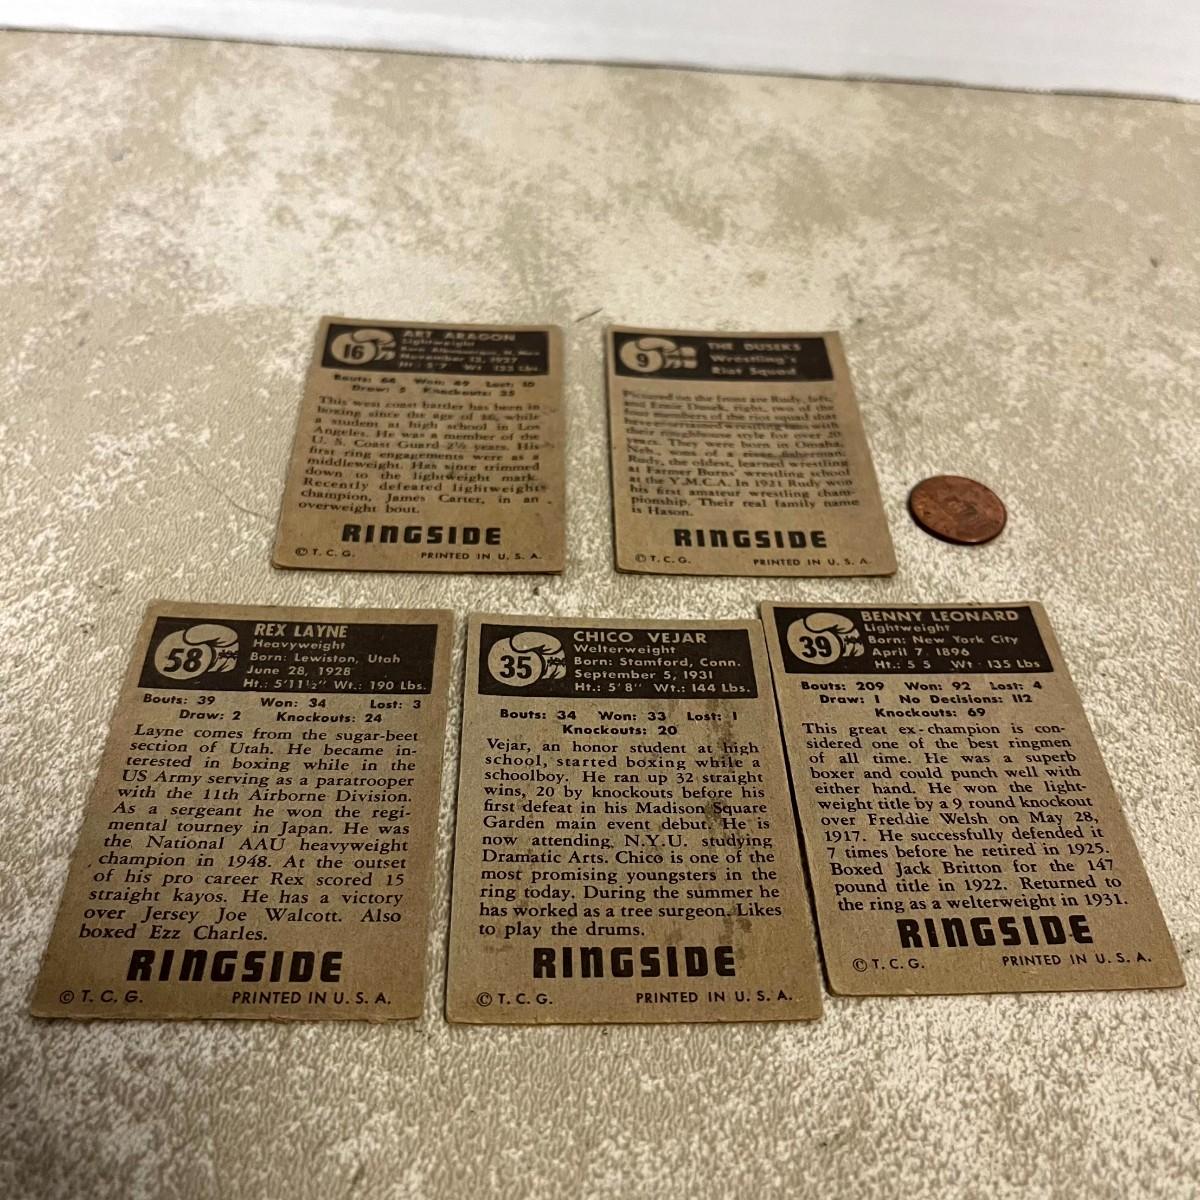 16
ART ARAGON
Lightweight
Born Albuquerque, N. Mex
November 13, 1927
Ht.: 5'7 Wt 135 Lbs
Bouts: 64 Won: 49 Lost: 10
Draw: 5 Knockouts: 35
This west coast battler has been in
boxing since the age of 16, while
a student at high school in Los
Angeles. He was a member of the
U. S. Coast Guard 2½ years. His
first ring engagements were as a
middleweight. Has since trimmed
down to the lightweight mark.
Recently defeated lightweight
champion, James Carter, in an
overweight bout.
RINGSIDE
© T. C. G. PRINTED IN U. S. A.
9
THE DUSEKS
Wrestling's
Riot Squad
Pictured on the front are Rudy, left,
and Ernie Dusek, right, two of the
four members of the riot squad that
have entertained wrestling fans with
their roughhouse style for over 20
years. They were born in Omaha,
Neb., sons of a river fisherman.
Rudy, the oldest, learned wrestling
at Farmer Burns' wrestling school
at the Y.M.C.A. In 1921 Rudy won
his first amateur wrestling cham-
pionship. Their real family name
is Hason.
RINGSIDE
© T. C. G. PRINTED IN U. S. A.
58
REX LAYNE
Heavyweight
Born: Lewiston, Utah
June 28, 1928
Ht.: 5'11½" Wt.: 190 Lbs.
Bouts: 39 Won: 34 Lost: 3
Draw: 2 Knockouts: 24
Layne comes from the sugar-beet
section of Utah. He became in-
terested in boxing while in the
US Army serving as a paratrooper
with the 11th Airborne Division.
As a sergeant he won the regi-
mental tourney in Japan. He was
the National AAU heavyweight
champion in 1948. At the outset
of his pro career Rex scored 15
straight kayos. He has a victory
over Jersey Joe Walcott. Also
boxed Ezz Charles.
RINGSIDE
© T. C. G. PRINTED IN U. S. A.
35
CHICO VEJAR
Welterweight
Born: Stamford, Conn.
September 5, 1931
Ht.: 5'8" Wt.: 144 Lbs.
Bouts: 34 Won: 33 Lost: 1
Knockouts: 20
Vejar, an honor student at high
school, started boxing while a
schoolboy. He ran up 32 straight
wins, 20 by knockouts before his
first defeat in his Madison Square
Garden main event debut. He is
now attending N.Y.U. studying
Dramatic Arts. Chico is one of the
most promising youngsters in the
ring today. During the summer he
has worked as a tree surgeon. Likes
to play the drums.
RINGSIDE
© T. C. G. PRINTED IN U. S. A.
39
BENNY LEONARD
Lightweight
Born: New York City
April 7, 1896
Ht.: 5 5 Wt 135 Lbs
Bouts: 209 Won: 92 Lost: 4
Draw: 1 No Decisions: 112
Knockouts: 69
This great ex-champion is con-
sidered one of the best ringmen
of all time. He was a superb
boxer and could punch well with
either hand. He won the light-
weight title by a 9 round knockout
over Freddie Welsh on May 28,
1917. He successfully defended it
7 times before he retired in 1925.
Boxed Jack Britton for the 147
pound title in 1922. Returned to
the ring as a welterweight in 1931.
RINGSIDE
© T. C. G. PRINTED IN U. S. A.